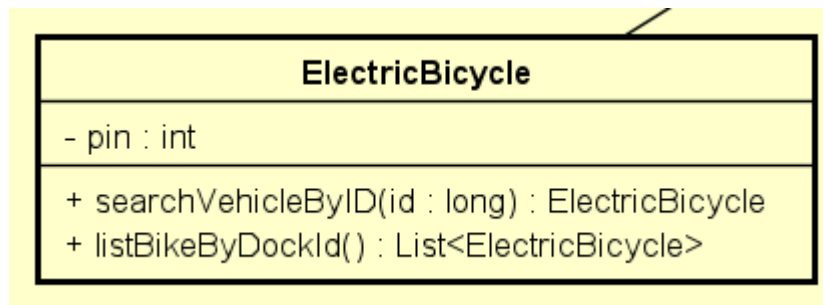 ElectricBicycle
- pin : int
+ searchVehicleByID(id : long) : ElectricBicycle
+ listBikeByDockId() : List<ElectricBicycle>